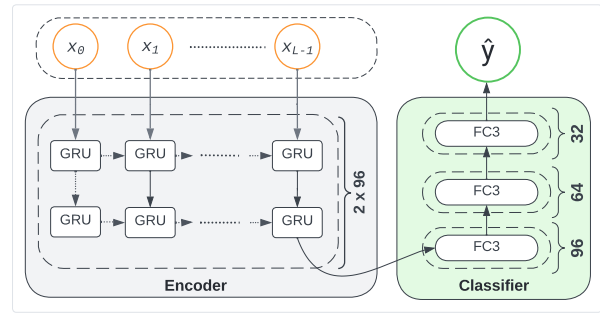 x0 x1 xL-1 ŷ
FC3 32
GRU GRU GRU
2 x 96
FC3 64
GRU GRU GRU
FC3 96
Encoder Classifier